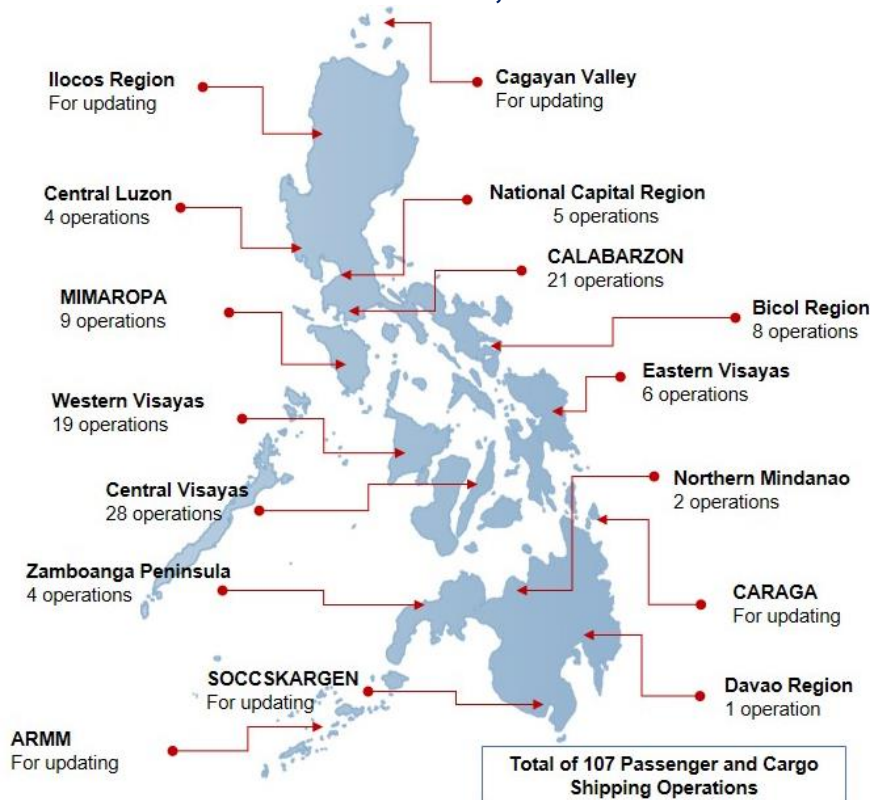 Ilocos Region
For updating
Cagayan Valley
For updating
Central Luzon
4 operations
National Capital Region
5 operations
CALABARZON
21 operations
MIMAROPA
9 operations
Bicol Region
8 operations
Eastern Visayas
6 operations
Western Visayas
19 operations
Northern Mindanao
2 operations
Central Visayas
28 operations
Zamboanga Peninsula
4 operations
CARAGA
For updating
SOCCSKARGEN
For updating
Davao Region
1 operation
ARMM
For updating
Total of 107 Passenger and Cargo
Shipping Operations